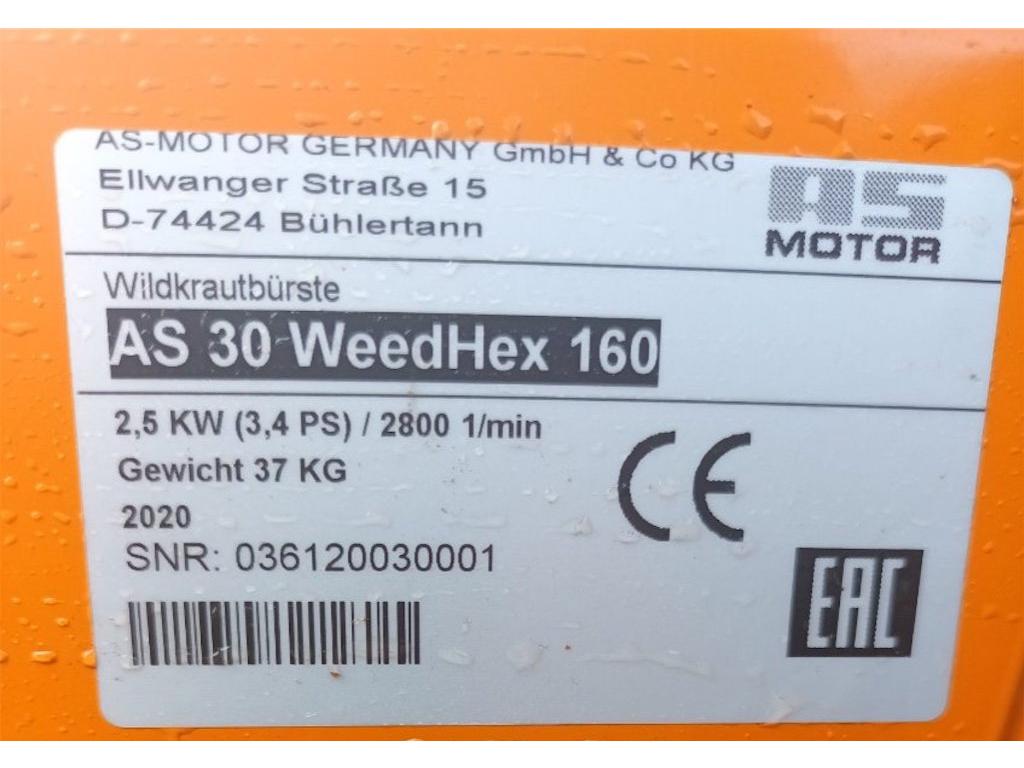 AS-MOTOR GERMANY GmbH & Co KG
Ellwanger Straße 15
D-74424 Bühlertann
AS
MOTOR
Wildkrautbürste
AS 30 WeedHex 160
2,5 KW (3,4 PS) / 2800 1/min
Gewicht 37 KG
2020
SNR: 036120030001
CE
EAC